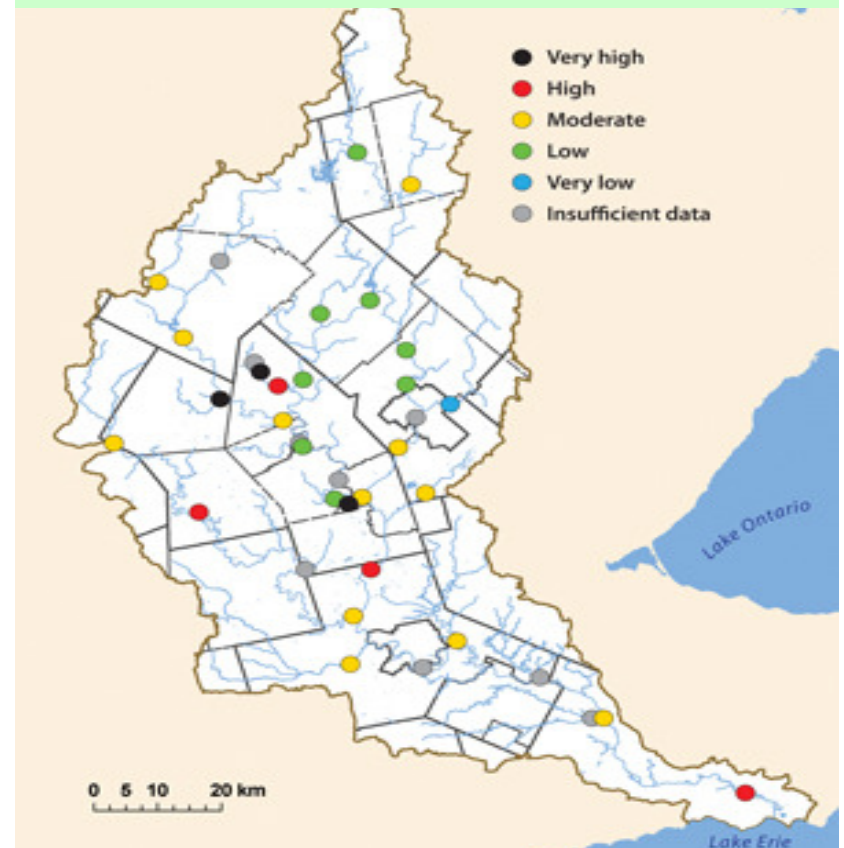 Very high
High
Moderate
Low
Very low
Insufficient data
Lake Ontario
0 5 10 20 km
Lake Erie